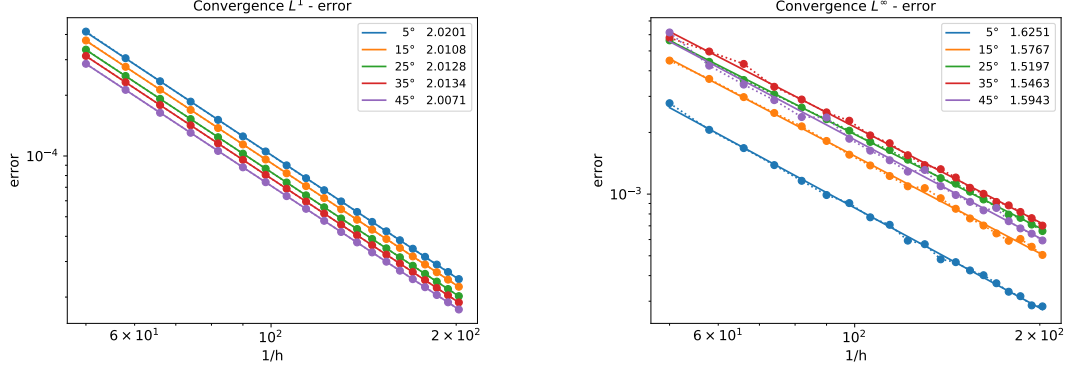 Convergence L¹ - error
5° 2.0201
15° 2.0108
25° 2.0128
35° 2.0134
45° 2.0071
error
10⁻⁴
6 × 10¹
10²
2 × 10²
1/h
Convergence L∞ - error
5° 1.6251
15° 1.5767
25° 1.5197
35° 1.5463
45° 1.5943
error
10⁻³
6 × 10¹
10²
2 × 10²
1/h